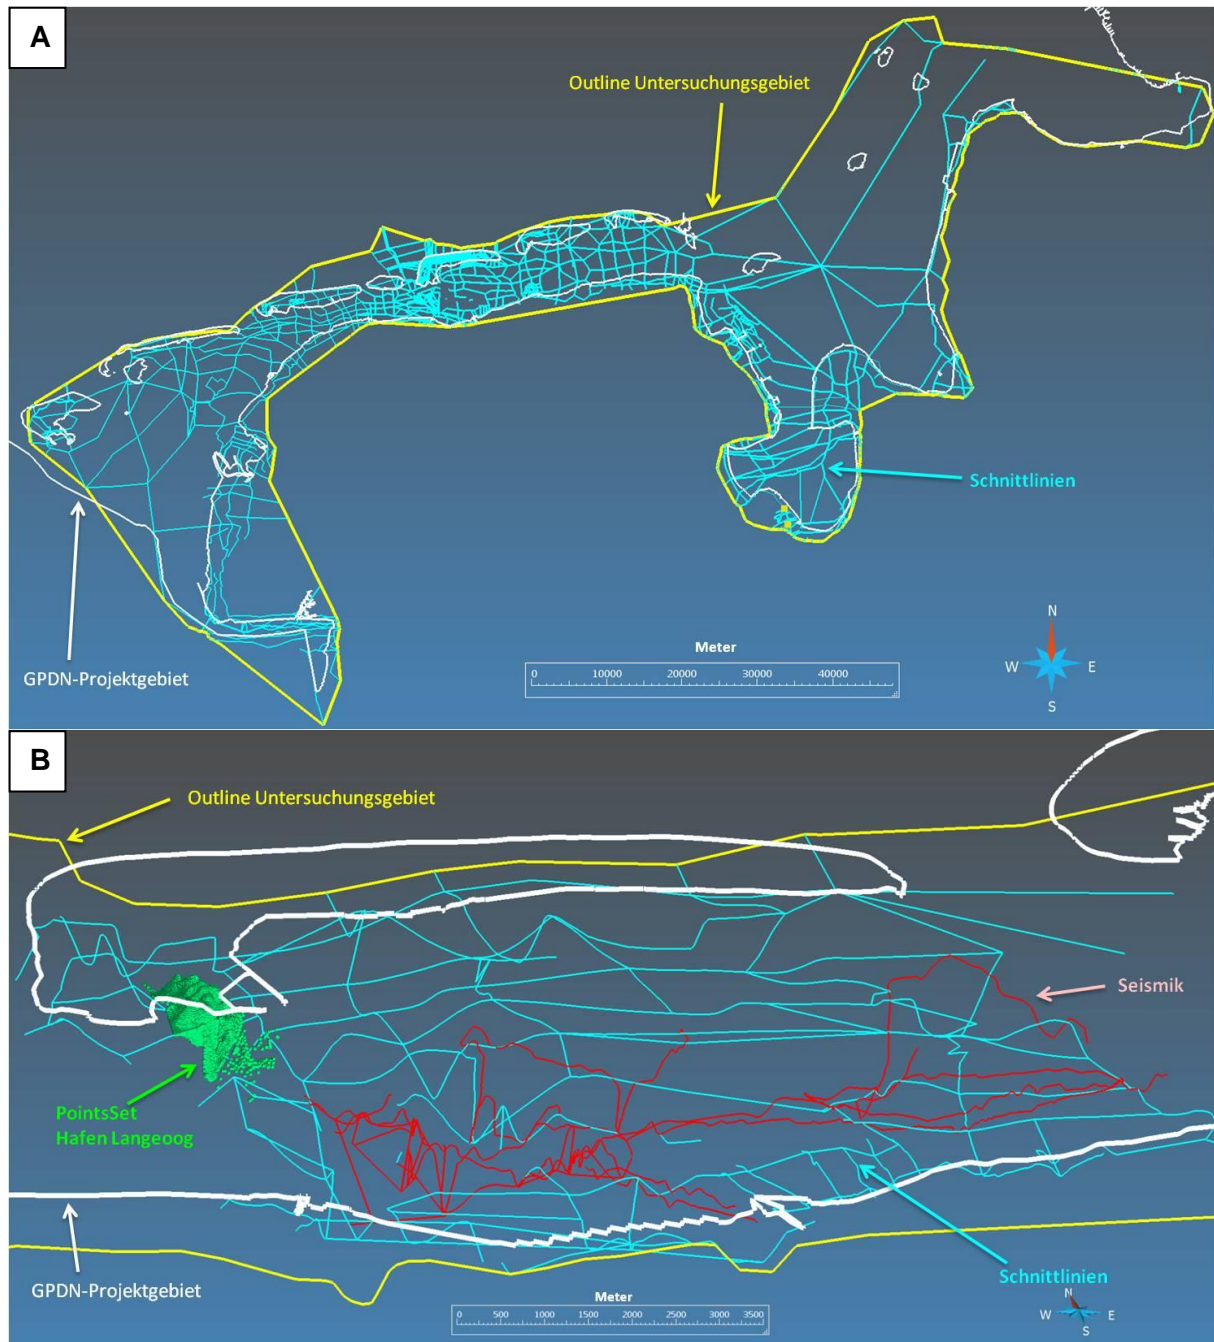 A
Outline Untersuchungsgebiet
Schnittlinien
GPDN-Projektgebiet
Meter
0 10000 20000 30000 40000
N
W E
S
B
Outline Untersuchungsgebiet
Seismik
PointsSet
Hafen Langeoog
GPDN-Projektgebiet
Schnittlinien
Meter
0 500 1000 1500 2000 2500 3000 3500
N
W E
S